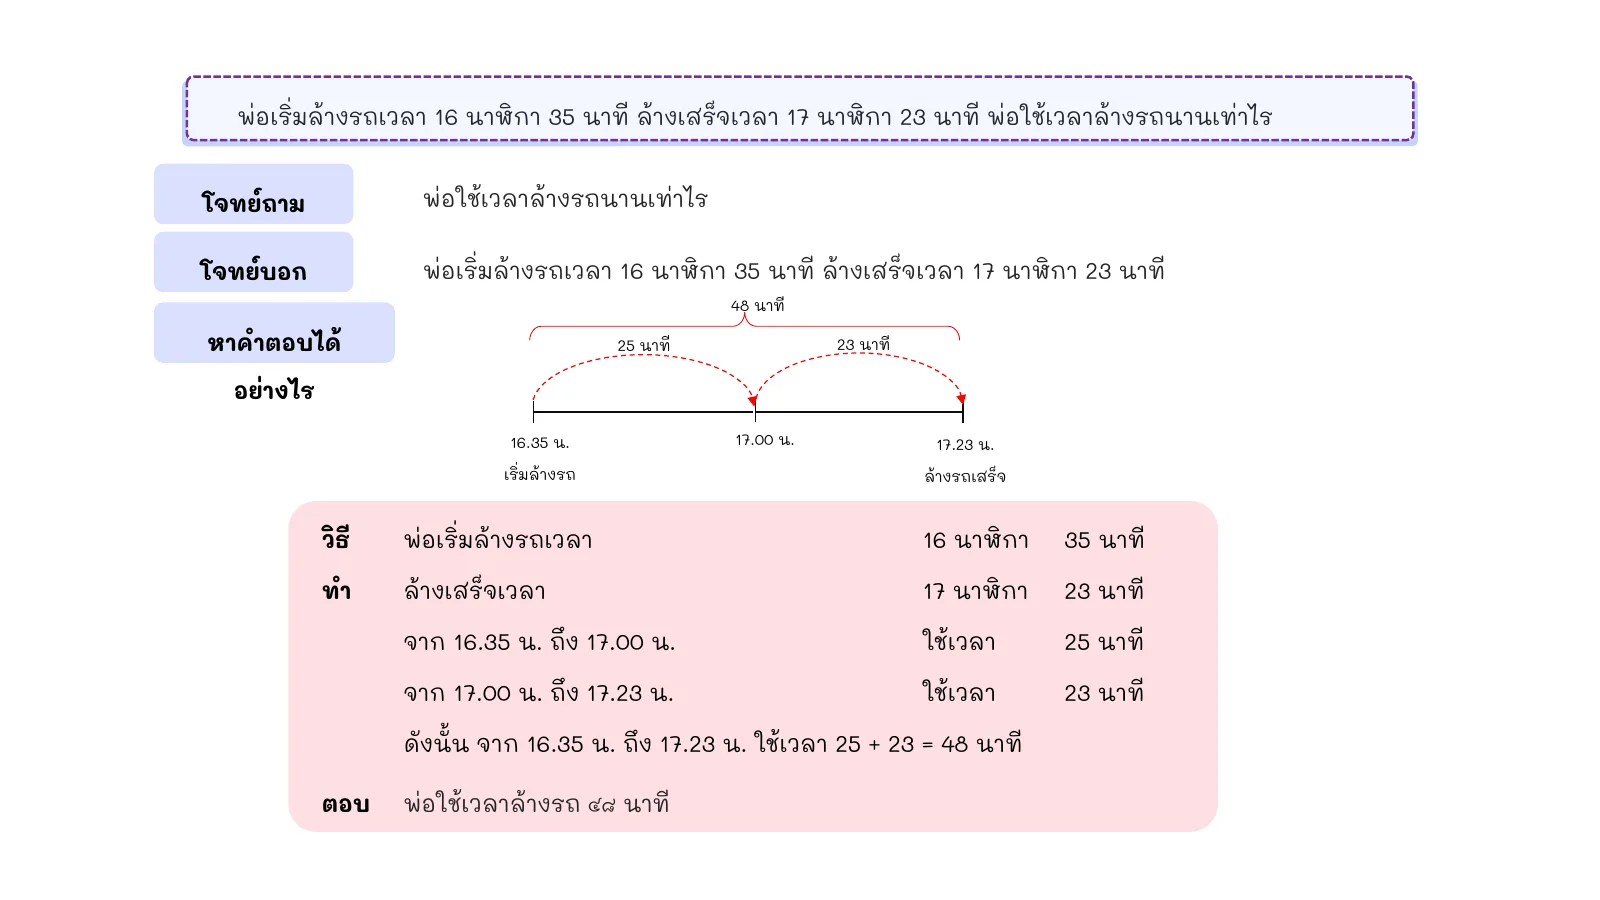 พ่อเริ่มล้างรถเวลา 16 นาฬิกา 35 นาที ล้างเสร็จเวลา 17 นาฬิกา 23 นาที พ่อใช้เวลาล้างรถนานเท่าไร
โจทย์ถาม พ่อใช้เวลาล้างรถนานเท่าไร
โจทย์บอก พ่อเริ่มล้างรถเวลา 16 นาฬิกา 35 นาที ล้างเสร็จเวลา 17 นาฬิกา 23 นาที
หาคำตอบได้
อย่างไร
48 นาที
25 นาที 23 นาที
16.35 น. 17.00 น. 17.23 น.
เริ่มล้างรถ ล้างรถเสร็จ
วิธี พ่อเริ่มล้างรถเวลา 16 นาฬิกา 35 นาที
ทำ ล้างเสร็จเวลา 17 นาฬิกา 23 นาที
จาก 16.35 น. ถึง 17.00 น. ใช้เวลา 25 นาที
จาก 17.00 น. ถึง 17.23 น. ใช้เวลา 23 นาที
ดังนั้น จาก 16.35 น. ถึง 17.23 น. ใช้เวลา 25 + 23 = 48 นาที
ตอบ พ่อใช้เวลาล้างรถ ๔๘ นาที